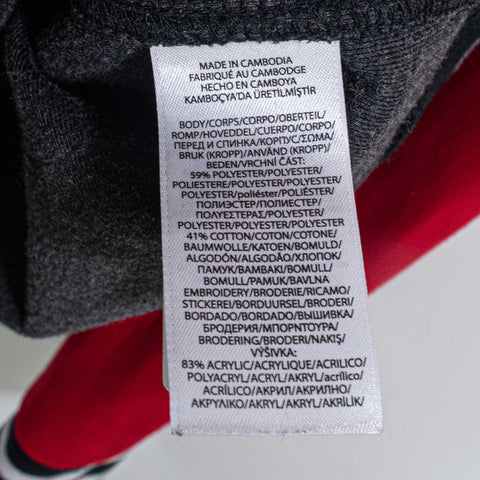 MADE IN CAMBODIA
FABRIQUÉ AU CAMBODGE
HECHO EN CAMBOYA
KAMBOÇYA'DA ÜRETİLMİŞTİR
BODY/CORPS/CORPO/OBERTEIL/
ROMP/HOVEDDEL/CUERPO/CORPO/
ПЕРЕД И СПИНКА/КОРПУС/ΣΩΜΑ/
BRUK (KROPP)/ANVÄND (KROPP)/
BEDEN/VRCHNÍ ČÁST:
59% POLYESTER/POLYESTER/
POLIESTERE/POLYESTER/POLYESTER/
POLYESTER/poliéster/POLIÉSTER/
ПОЛИЭСТЕР/ПОЛИЕСТЕР/
ΠΟΛΥΕΣΤΕΡΑΣ/POLYESTER/
POLYESTER/POLYESTER/POLYESTER
41% COTTON/COTON/COTONE/
BAUMWOLLE/KATOEN/BOMULD/
ALGODÓN/ALGODÃO/ХЛОПОК/
ПАМУК/ΒΑΜΒΑΚΙ/BOMULL/
BOMULL/PAMUK/BAVLNA
EMBROIDERY/BRODERIE/RICAMO/
STICKEREI/BORDUURSEL/BRODERI/
BORDADO/BORDADO/ВЫШИВКА/
БРОДЕРИЯ/ΜΠΟΡΝΤΟΥΡΑ/
BRODERING/BRODERI/NAKIŞ/
VÝŠIVKA:
83% ACRYLIC/ACRYLIQUE/ACRILICO/
POLYACRYL/ACRYL/AKRYL/acrílico/
ACRÍLICO/АКРИЛ/АКРИЛНО/
ΑΚΡΥΛΙΚΟ/AKRYL/AKRYL/AKRİLİK/